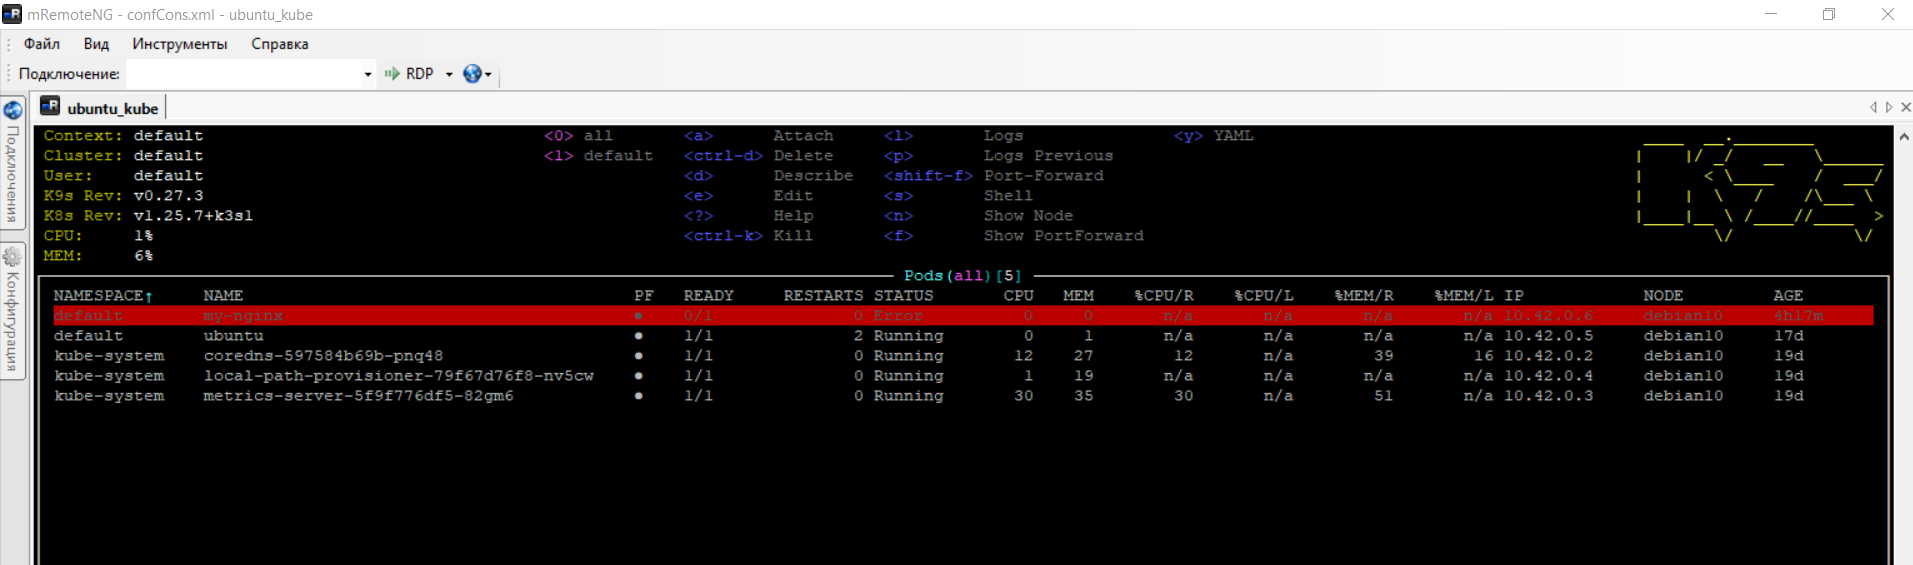 mRemoteNG - confCons.xml - ubuntu_kube
Файл Вид Инструменты Справка
Подключение: RDP
ubuntu_kube
Подключения
Конфигурация
Context: default <0> all <a> Attach <l> Logs <y> YAML
Cluster: default <1> default <ctrl-d> Delete <p> Logs Previous
User: default <d> Describe <shift-f> Port-Forward
K9s Rev: v0.27.3 <e> Edit <s> Shell
K8s Rev: v1.25.7+k3s1 <?> Help <n> Show Node
CPU: 1% <ctrl-k> Kill <f> Show PortForward
MEM: 6%
Pods(all)[5]
NAMESPACE↑ NAME PF READY RESTARTS STATUS CPU MEM %CPU/R %CPU/L %MEM/R %MEM/L IP NODE AGE
default my-nginx ● 0/1 0 Error 0 0 n/a n/a n/a n/a 10.42.0.6 debian10 4h17m
default ubuntu ● 1/1 2 Running 0 1 n/a n/a n/a n/a 10.42.0.5 debian10 17d
kube-system coredns-597584b69b-pnq48 ● 1/1 0 Running 12 27 12 n/a 39 16 10.42.0.2 debian10 19d
kube-system local-path-provisioner-79f67d76f8-nv5cw ● 1/1 0 Running 1 19 n/a n/a n/a n/a 10.42.0.4 debian10 19d
kube-system metrics-server-5f9f776df5-82gm6 ● 1/1 0 Running 30 35 30 n/a 51 n/a 10.42.0.3 debian10 19d